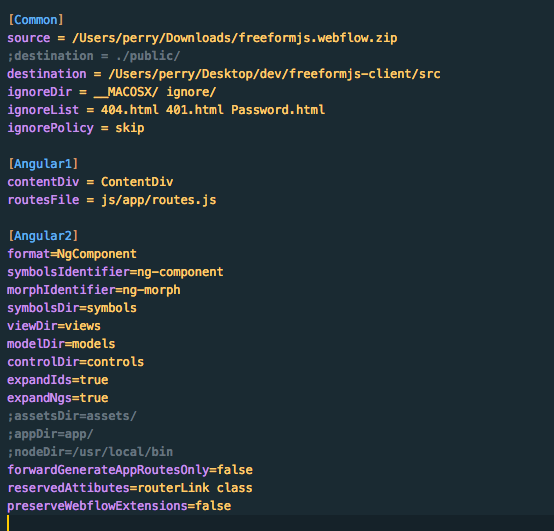 [Common]
source = /Users/perry/Downloads/freeformjs.webflow.zip
;destination = ./public/
destination = /Users/perry/Desktop/dev/freeformjs-client/src
ignoreDir = __MACOSX/ ignore/
ignoreList = 404.html 401.html Password.html
ignorePolicy = skip
[Angular1]
contentDiv = ContentDiv
routesFile = js/app/routes.js
[Angular2]
format=NgComponent
symbolsIdentifier=ng-component
morphIdentifier=ng-morph
symbolsDir=symbols
viewDir=views
modelDir=models
controlDir=controls
expandIds=true
expandNgs=true
;assetsDir=assets/
;appDir=app/
;nodeDir=/usr/local/bin
forwardGenerateAppRoutesOnly=false
reservedAttibutes=routerLink class
preserveWebflowExtensions=false